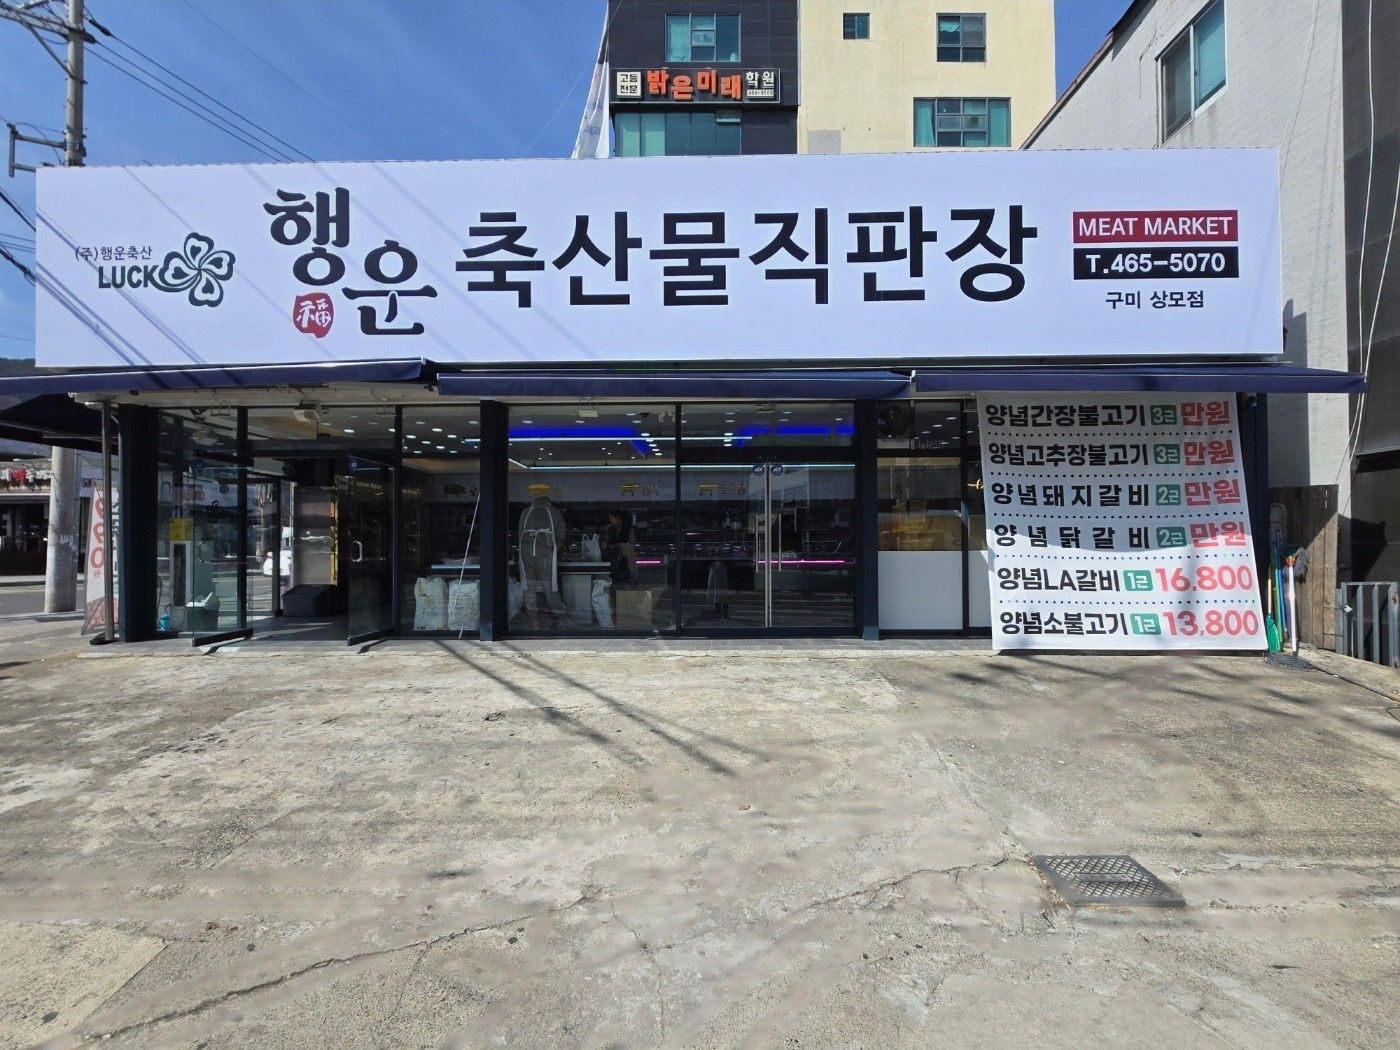 고등
전문
밝은미래
학원
464-9500
(주)행운축산
LUCK
행운
福
축산물직판장
MEAT MARKET
T.465-5070
구미 상모점
양념간장불고기 3근 만원
양념고추장불고기 3근 만원
양념돼지갈비 2근 만원
양념닭갈비 2근 만원
양념LA갈비 1근 16,800
양념소불고기 1근 13,800